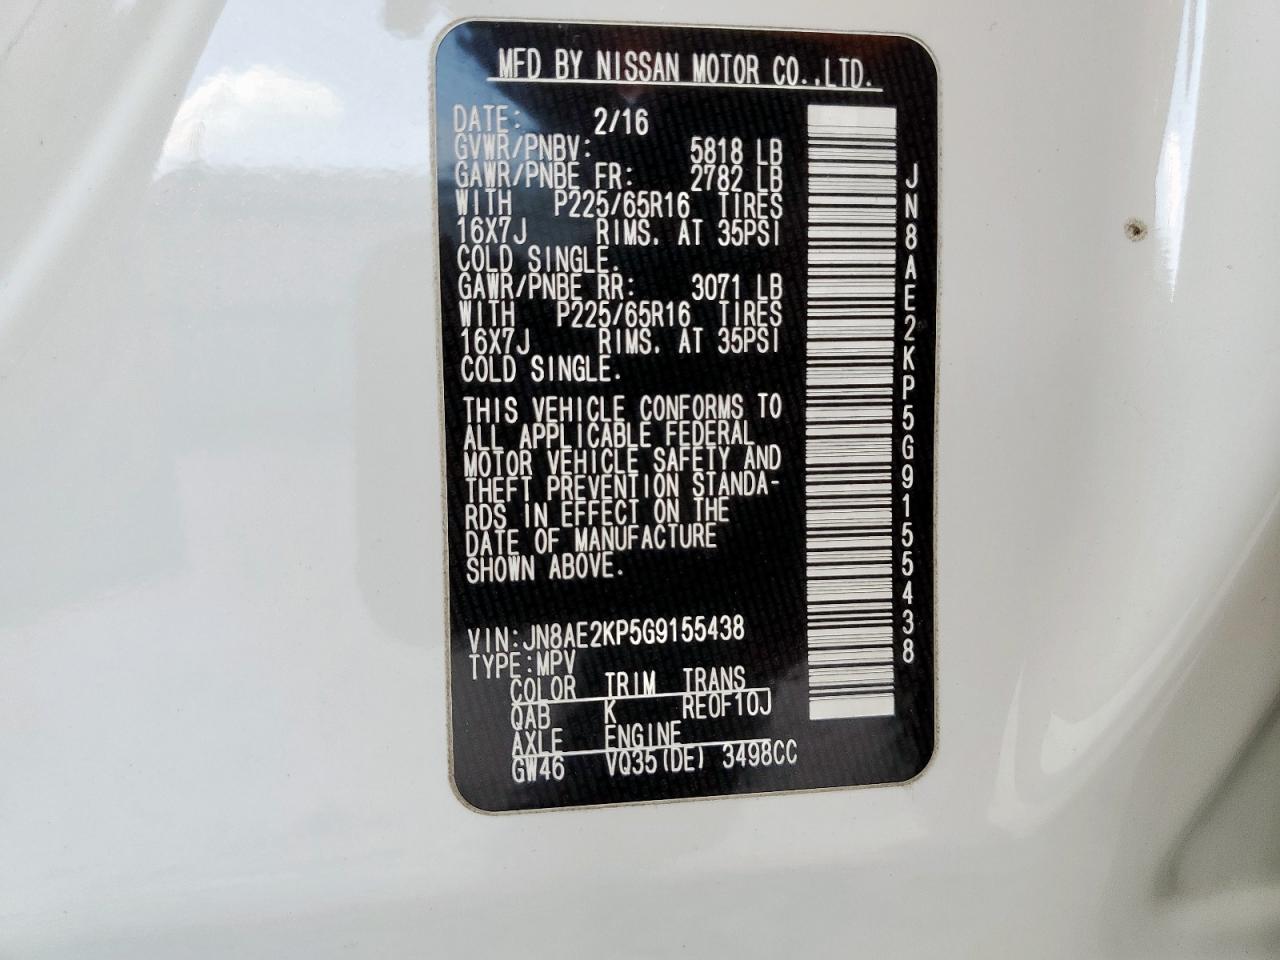 MFD BY NISSAN MOTOR CO.,LTD.
DATE: 2/16
GVWR/PNBV: 5818 LB
GAWR/PNBE FR: 2782 LB
WITH P225/65R16 TIRES
16X7J RIMS. AT 35PSI
COLD SINGLE.
GAWR/PNBE RR: 3071 LB
WITH P225/65R16 TIRES
16X7J RIMS. AT 35PSI
COLD SINGLE.
THIS VEHICLE CONFORMS TO
ALL APPLICABLE FEDERAL
MOTOR VEHICLE SAFETY AND
THEFT PREVENTION STANDA-
RDS IN EFFECT ON THE
DATE OF MANUFACTURE
SHOWN ABOVE.
VIN:JN8AE2KP5G9155438
TYPE:MPV
COLOR TRIM TRANS
QAB K RE0F10J
AXLE ENGINE
GW46 VQ35(DE) 3498CC
JN8AE2KP5G9155438